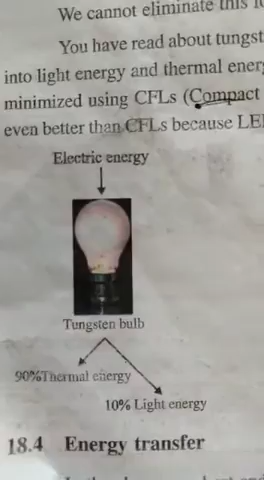 We cannot eliminate this
You have read about tungst
into light energy and thermal ener
minimized using CFLs (Compact
even better than CFLs because LE
Electric energy
Tungsten bulb
90%Thermal energy
10% Light energy
18.4 Energy transfer